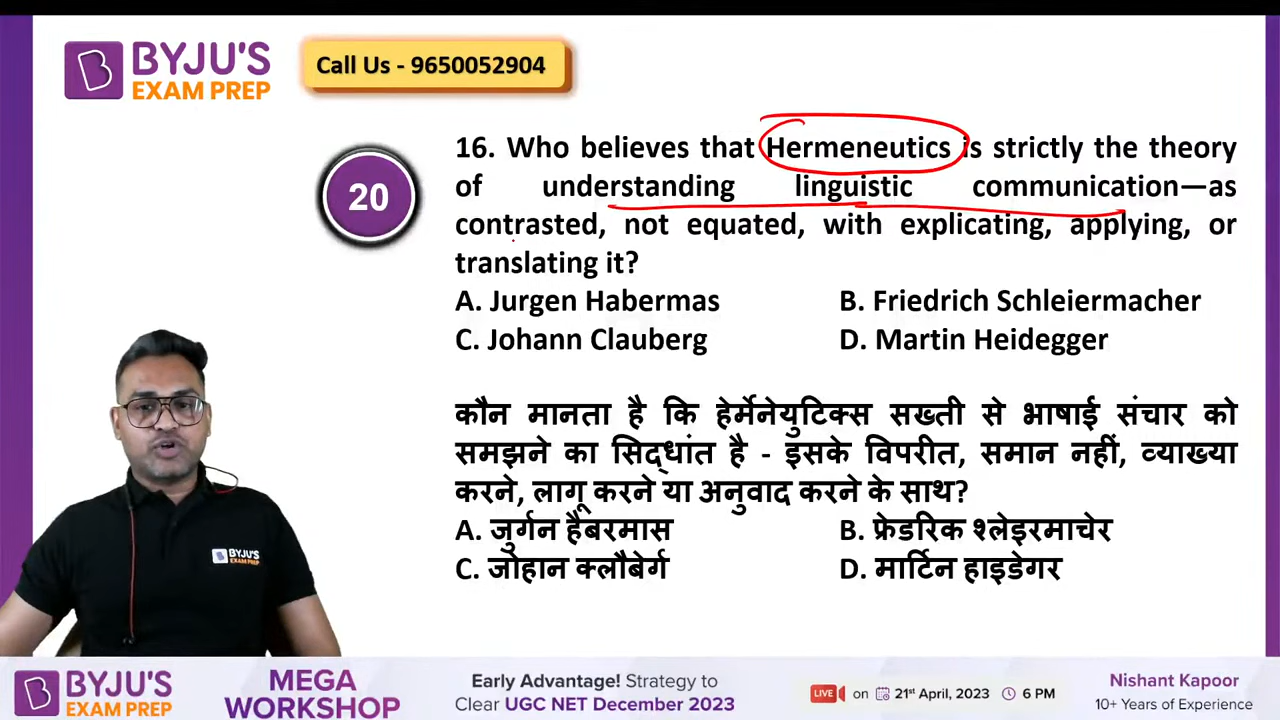 BYJU'S
EXAM PREP
Call Us - 9650052904
20
16. Who believes that Hermeneutics is strictly the theory
of understanding linguistic communication—as
contrasted, not equated, with explicating, applying, or
translating it?
A. Jurgen Habermas
B. Friedrich Schleiermacher
C. Johann Clauberg
D. Martin Heidegger
कौन मानता है कि हेर्मेनेयुटिक्स सख्ती से भाषाई संचार को
समझने का सिद्धांत है - इसके विपरीत, समान नहीं, व्याख्या
करने, लागू करने या अनुवाद करने के साथ?
A. जुर्गन हैबरमास
B. फ्रेडरिक श्लेइरमाचेर
C. जोहान क्लौबेर्ग
D. मार्टिन हाइडेगर
BYJU'S
EXAM PREP
BYJU'S
EXAM PREP
MEGA
WORKSHOP
Early Advantage! Strategy to
Clear UGC NET December 2023
LIVE on 21st April, 2023 6 PM
Nishant Kapoor
10+ Years of Experience